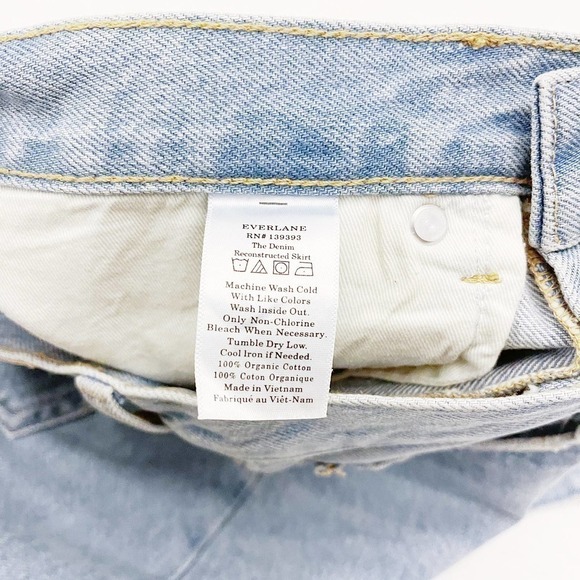 EVERLANE
RN# 139393
The Denim
Reconstructed Skirt
Machine Wash Cold
With Like Colors
Wash Inside Out.
Only Non-Chlorine
Bleach When Necessary.
Tumble Dry Low.
Cool Iron if Needed.
100% Organic Cotton
100% Coton Organique
Made in Vietnam
Fabriqué au Viêt-Nam